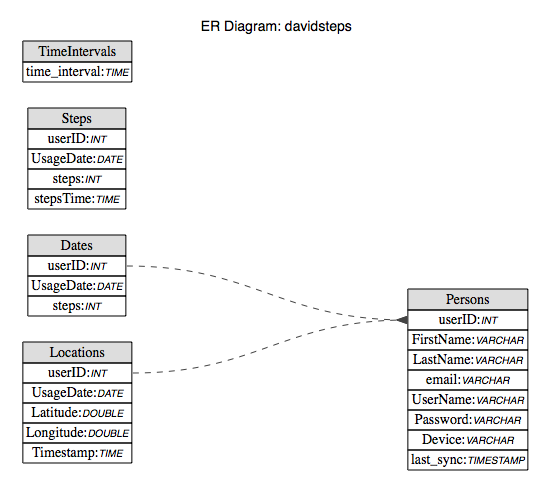 ER Diagram: davidsteps
TimeIntervals
time_interval:TIME
Steps
userID:INT
UsageDate:DATE
steps:INT
stepsTime:TIME
Dates
userID:INT
UsageDate:DATE
steps:INT
Locations
userID:INT
UsageDate:DATE
Latitude:DOUBLE
Longitude:DOUBLE
Timestamp:TIME
Persons
userID:INT
FirstName:VARCHAR
LastName:VARCHAR
email:VARCHAR
UserName:VARCHAR
Password:VARCHAR
Device:VARCHAR
last_sync:TIMESTAMP